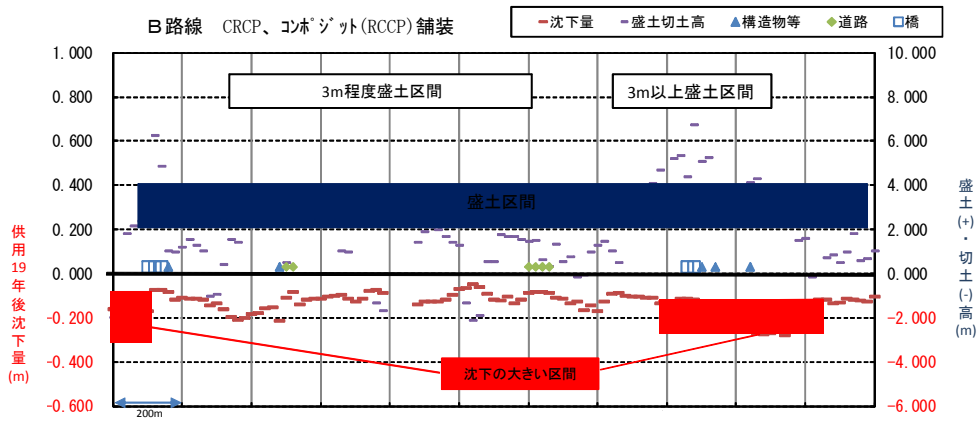 B路線 CRCP、コンポジット(RCCP)舗装
沈下量 盛土切土高 構造物等 道路 橋
1.000
0.800
0.600
0.400
0.200
0.000
-0.200
-0.400
-0.600
供用19年後沈下量(m)
3m程度盛土区間
3m以上盛土区間
盛土区間
沈下の大きい区間
200m
10.000
8.000
6.000
4.000
2.000
0.000
-2.000
-4.000
-6.000
盛土(+)・切土(-)高(m)